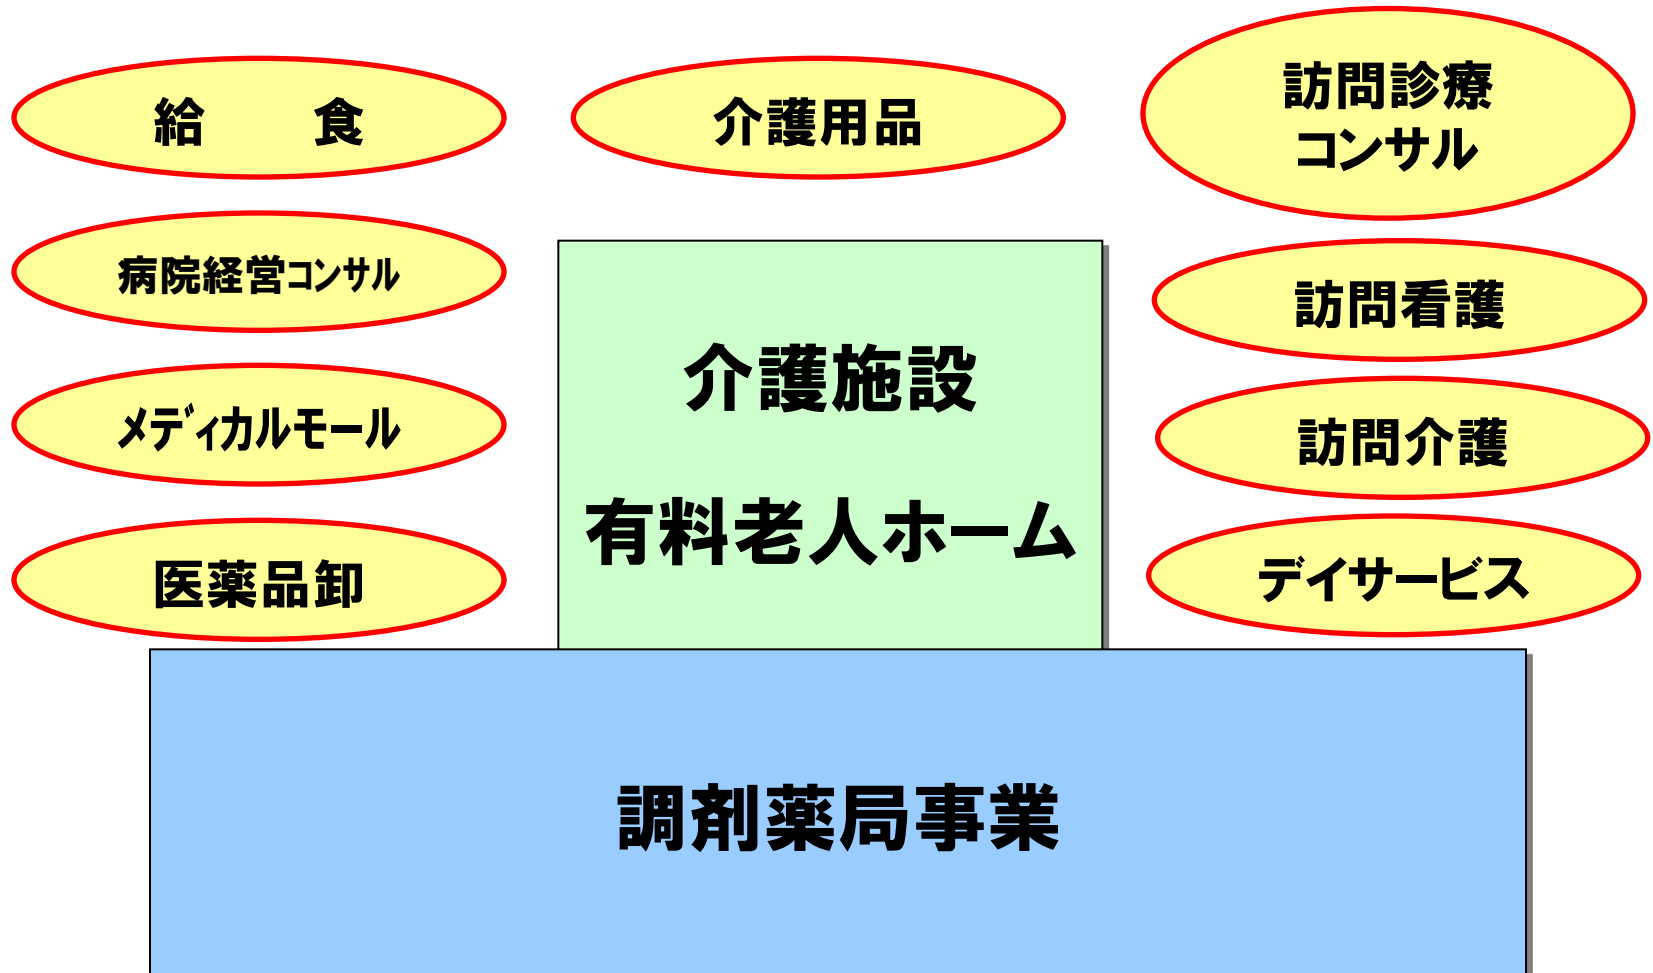 給　　食
介護用品
訪問診療
コンサル
病院経営コンサル
訪問看護
メディカルモール
訪問介護
医薬品卸
デイサービス
介護施設
有料老人ホーム
調剤薬局事業